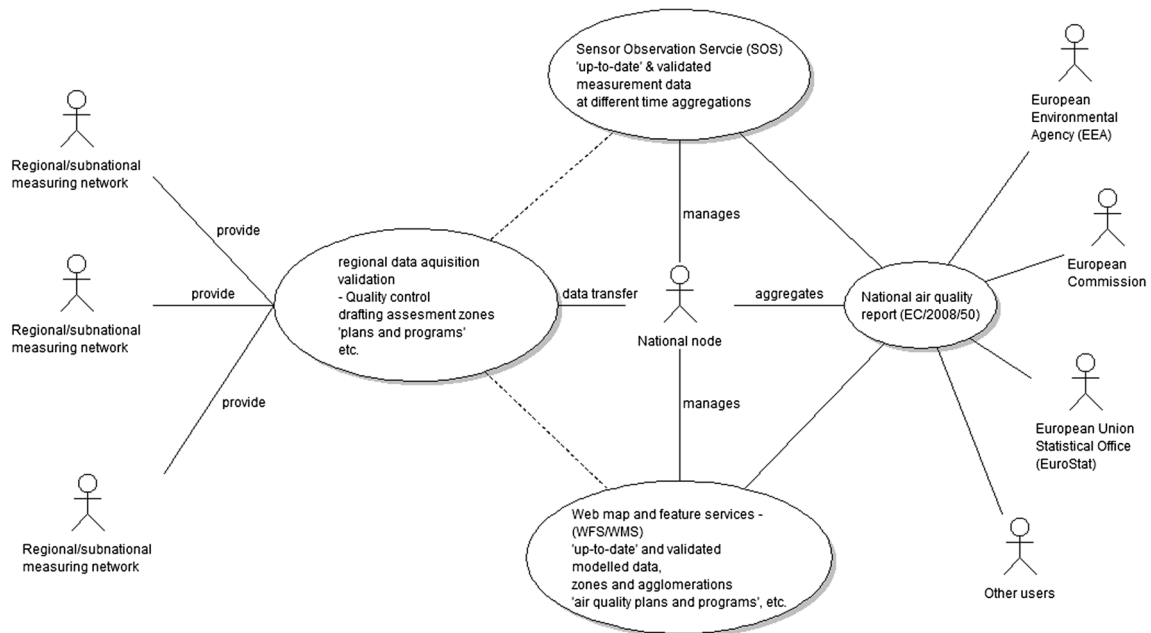 Sensor Observation Servcie (SOS)
'up-to-date' & validated
measurement data
at different time aggregations
European
Environmental
Agency (EEA)
Regional/subnational
measuring network
manages
provide
European
Commission
regional data aquisition
validation
- Quality control
drafting assesment zones
'plans and programs'
etc.
provide
data transfer
aggregates
National air quality
report (EC/2008/50)
Regional/subnational
measuring network
National node
provide
manages
European Union
Statistical Office
(EuroStat)
Regional/subnational
measuring network
Web map and feature services -
(WFS/WMS)
'up-to-date' and validated
modelled data,
zones and agglomerations
'air quality plans and programs', etc.
Other users